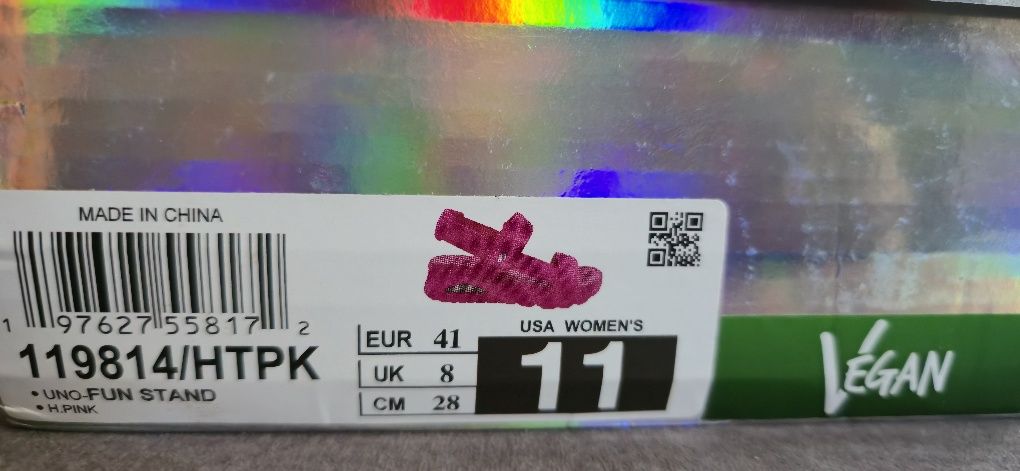 MADE IN CHINA
1 97627 55817 2
119814/HTPK
• UNO-FUN STAND
• H.PINK
EUR 41
UK 8
CM 28
USA WOMEN'S
11
VÉGAN